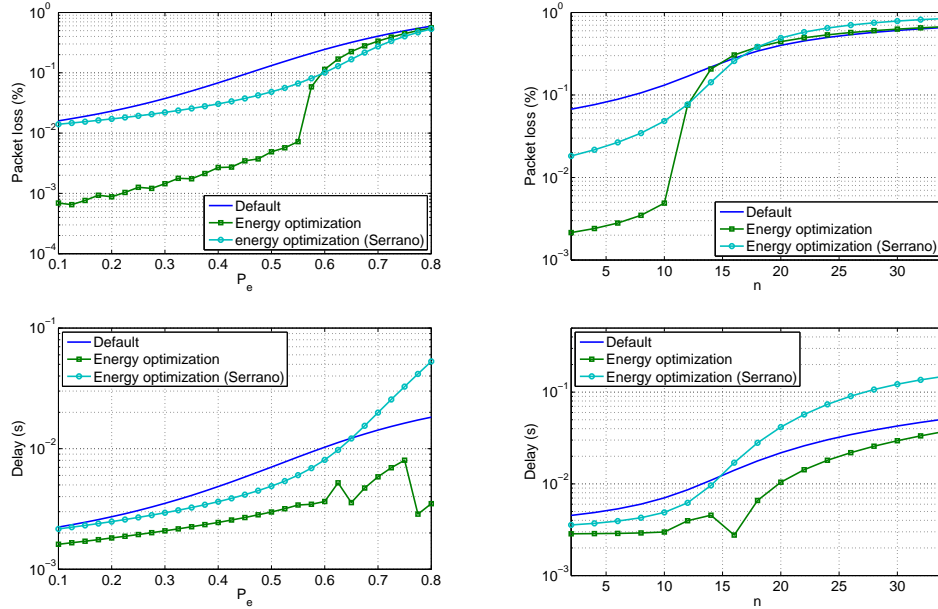 10^0
10^-1
10^-2
10^-3
10^-4
Packet loss (%)
0.1 0.2 0.3 0.4 0.5 0.6 0.7 0.8
P_e
Default
Energy optimization
energy optimization (Serrano)
10^0
10^-1
10^-2
10^-3
Packet loss (%)
5 10 15 20 25 30
n
Default
Energy optimization
Energy optimization (Serrano)
10^-1
10^-2
10^-3
Delay (s)
0.1 0.2 0.3 0.4 0.5 0.6 0.7 0.8
P_e
Default
Energy optimization
Energy optimization (Serrano)
10^-1
10^-2
10^-3
Delay (s)
5 10 15 20 25 30
n
Default
Energy optimization
Energy optimization (Serrano)